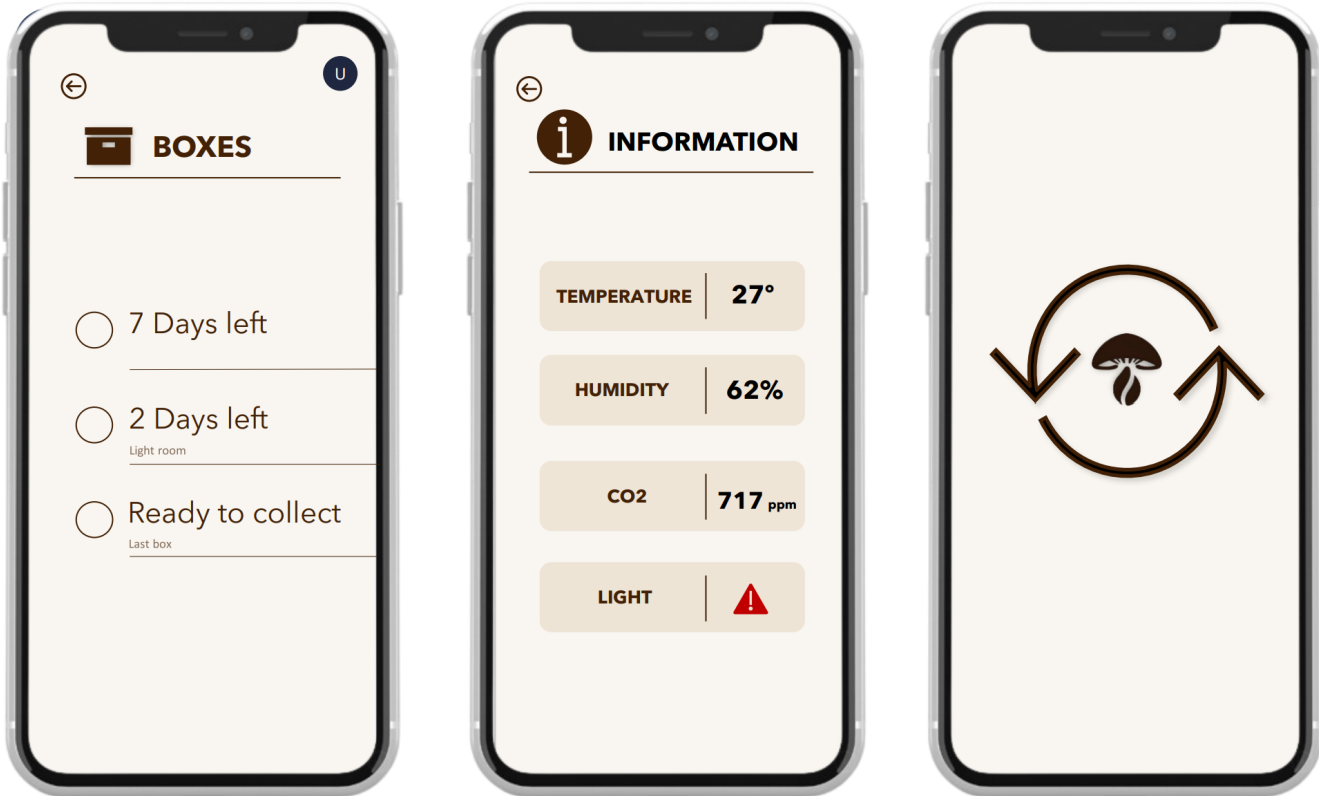 U
BOXES
7 Days left
2 Days left
Light room
Ready to collect
Last box
INFORMATION
TEMPERATURE 27°
HUMIDITY 62%
CO2 717 ppm
LIGHT